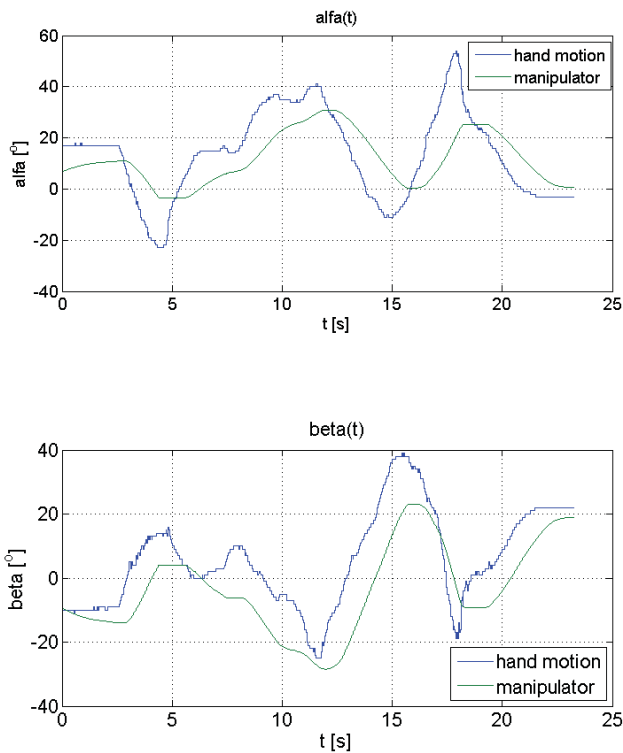 alfa(t)
60
40
20
0
-20
-40
alfa [°]
hand motion
manipulator
0 5 10 15 20 25
t [s]
beta(t)
40
20
0
-20
-40
beta [°]
hand motion
manipulator
0 5 10 15 20 25
t [s]